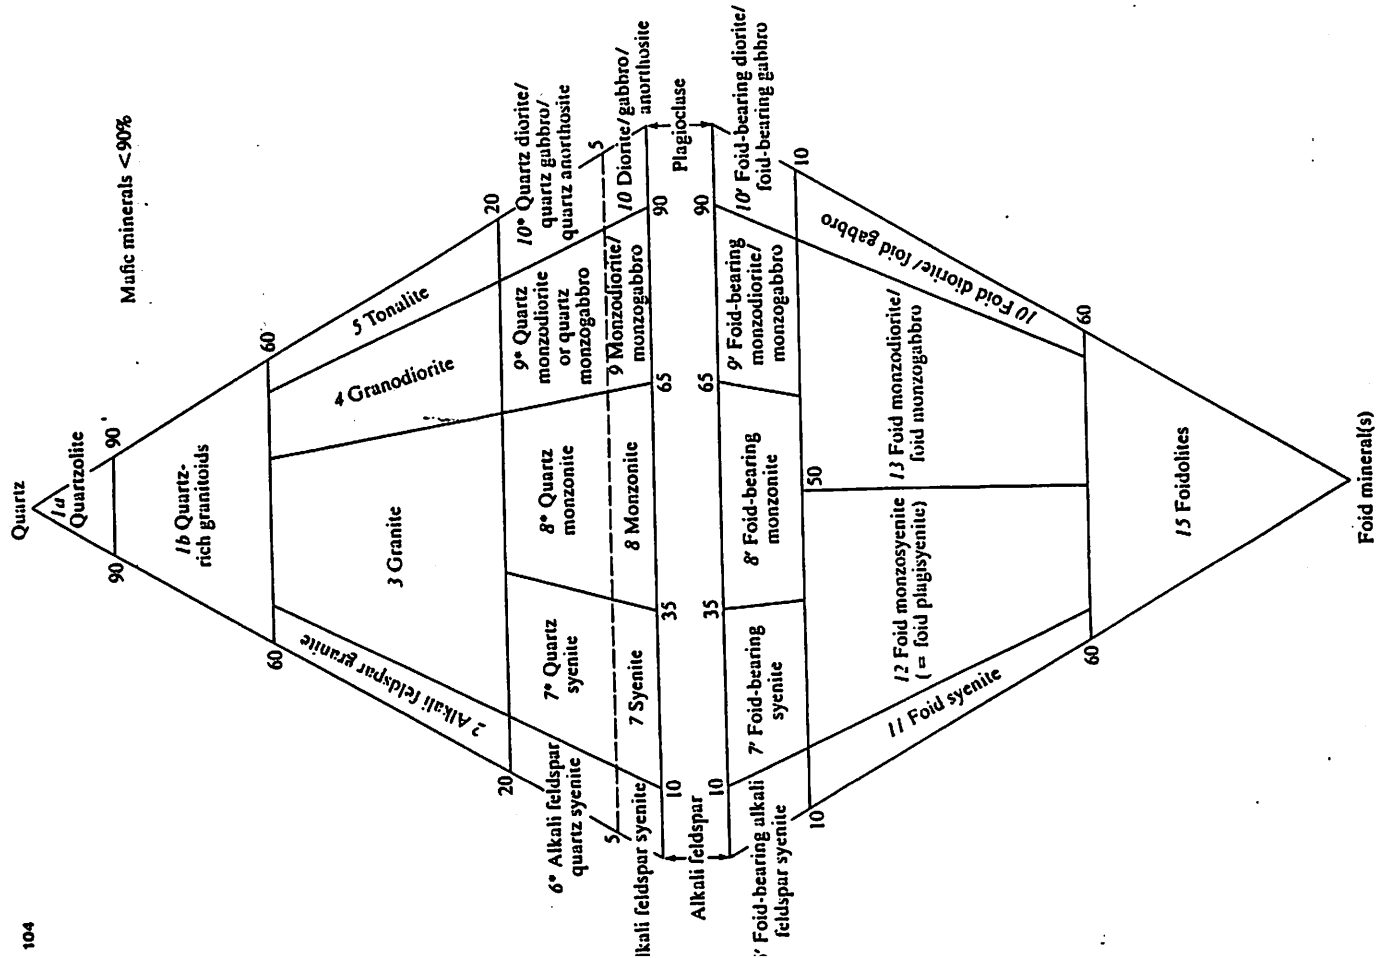 104
Quartz
Mafic minerals <90%
1a
Quartzolite
90
90
1b Quartz-
rich granitoids
60
60
2 Alkali feldspar granite
3 Granite
4 Granodiorite
5 Tonalite
20
20
6* Alkali feldspar
quartz syenite
7* Quartz
syenite
8* Quartz
monzonite
9* Quartz
monzodiorite
or quartz
monzogabbro
10* Quartz diorite/
quartz gabbro/
quartz anorthosite
5
5
lkali feldspar syenite
7 Syenite
8 Monzonite
9 Monzodiorite/
monzogabbro
10 Diorite/gabbro/
anorthosite
10
35
65
90
Alkali feldspar
Plagioclase
10
35
65
90
' Foid-bearing alkali
feldspar syenite
7' Foid-bearing
syenite
8' Foid-bearing
monzonite
9' Foid-bearing
monzodiorite/
monzogabbro
10' Foid-bearing diorite/
foid-bearing gabbro
10
50
10
11 Foid syenite
12 Foid monzosyenite
(= foid plagisyenite)
13 Foid monzodiorite/
foid monzogabbro
10 Foid diorite/ foid gabbro
60
60
15 Foidolites
Foid mineral(s)